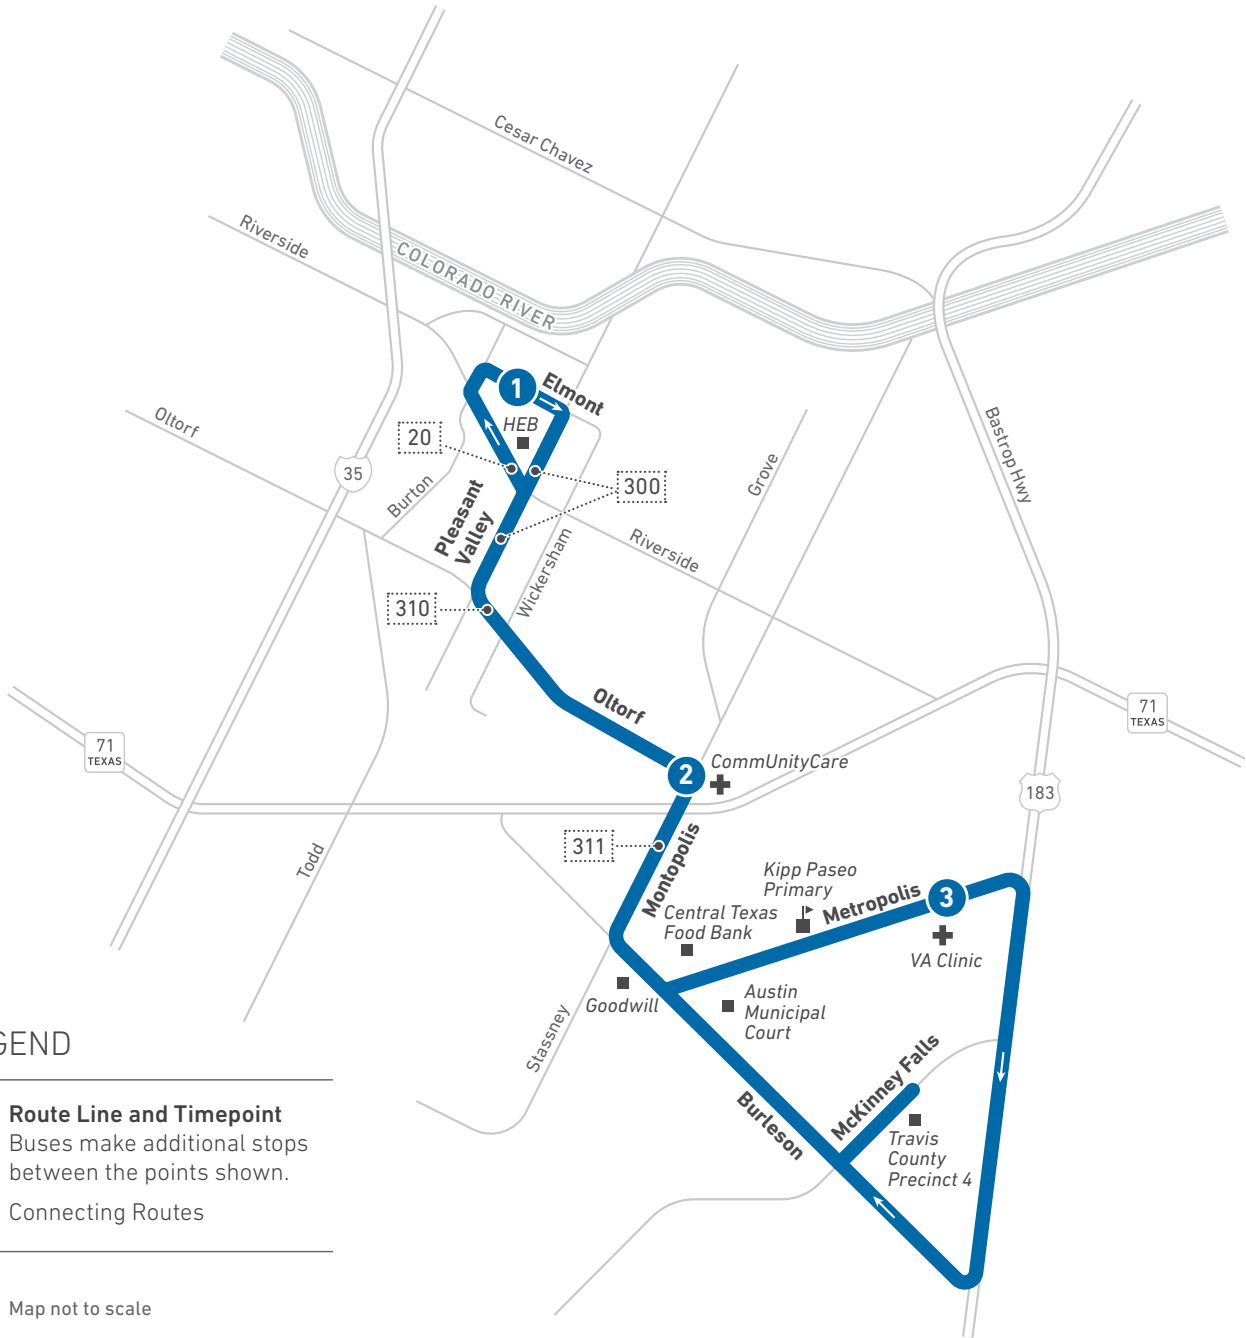 Cesar Chavez
Riverside
COLORADO RIVER
1
Elmont
HEB
Oltorf
20
35
Burton
Pleasant
Valley
300
Grove
Bastrop Hwy
Riverside
Wickersham
310
Oltorf
71
TEXAS
71
TEXAS
2
CommUnityCare
183
311
Montopolis
Todd
Kipp Paseo
Primary
Metropolis
3
Central Texas
Food Bank
VA Clinic
Goodwill
Austin
Municipal
Court
Stassney
McKinney Falls
Burleson
Travis
County
Precinct 4
GEND
Route Line and Timepoint
Buses make additional stops
between the points shown.
Connecting Routes
Map not to scale